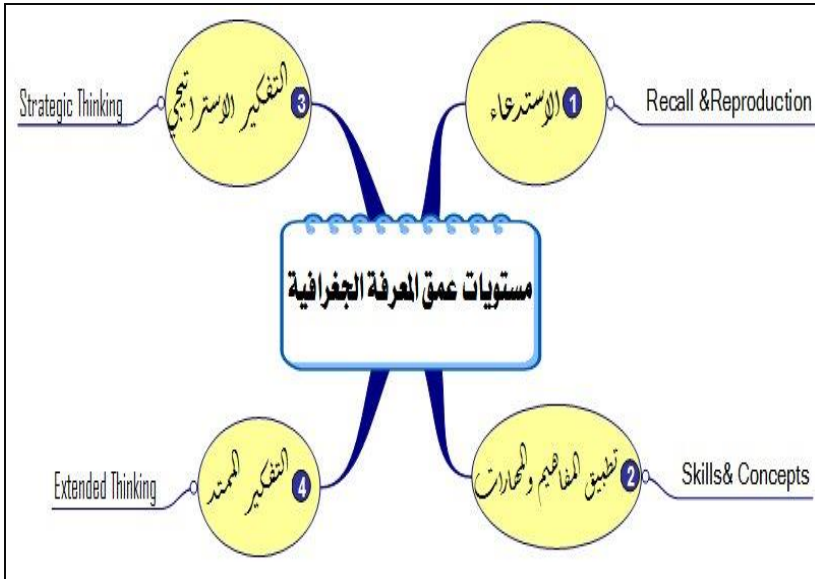 مستويات عمق المعرفة الجغرافية
1 الاستدعاء
Recall &Reproduction
2 تطبيق المفاهيم والمهارات
Skills& Concepts
3 التفكير الاستراتيجي
Strategic Thinking
4 التفكير الممتد
Extended Thinking